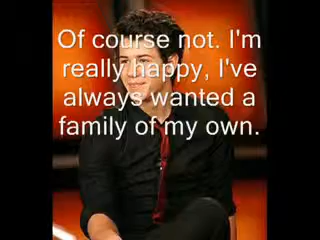 Of course not. I'm
really happy, I've
always wanted a
family of my own.